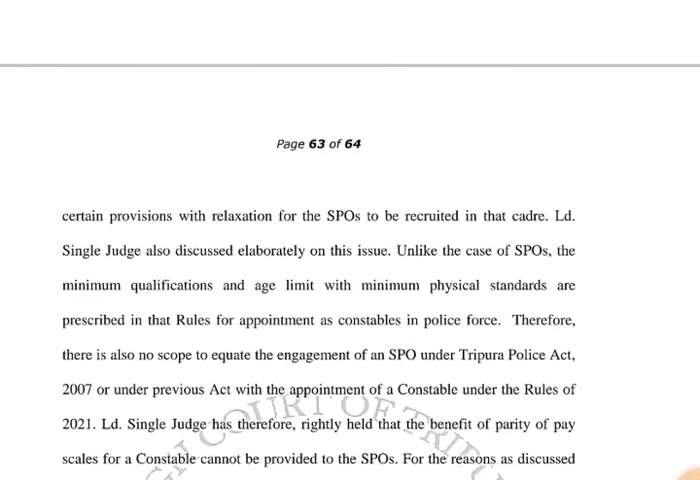 Page 63 of 64
certain provisions with relaxation for the SPOs to be recruited in that cadre. Ld.
Single Judge also discussed elaborately on this issue. Unlike the case of SPOs, the
minimum qualifications and age limit with minimum physical standards are
prescribed in that Rules for appointment as constables in police force. Therefore,
there is also no scope to equate the engagement of an SPO under Tripura Police Act,
2007 or under previous Act with the appointment of a Constable under the Rules of
2021. Ld. Single Judge has therefore, rightly held that the benefit of parity of pay
scales for a Constable cannot be provided to the SPOs. For the reasons as discussed
COURT OF